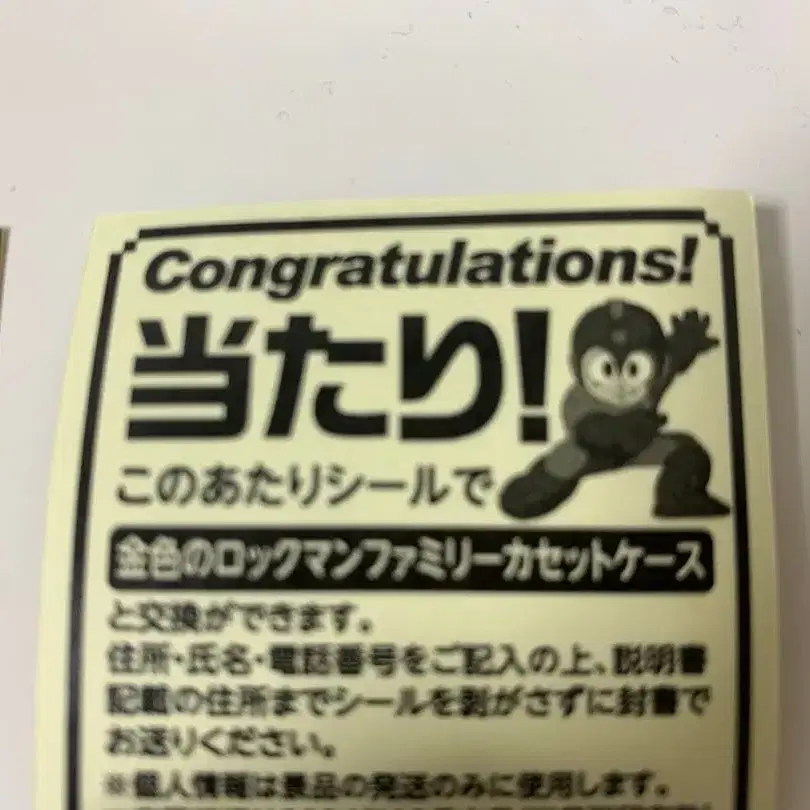 Congratulations!
当たり!
このあたりシールで
金色のロックマンファミリーカセットケース
と交換ができます。
住所・氏名・電話番号をご記入の上、説明書
記載の住所までシールを剥がさずに封書で
お送りください。
※個人情報は景品の発送のみに使用します。